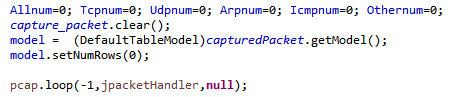 Allnum=0; Tcpnum=0; Udpnum=0; Arpnum=0; Icmpnum=0; Othernum=0;
capture_packet.clear();
model =  (DefaultTableModel)capturedPacket.getModel();
model.setNumRows(0);
pcap.loop(-1,jpacketHandler,null);